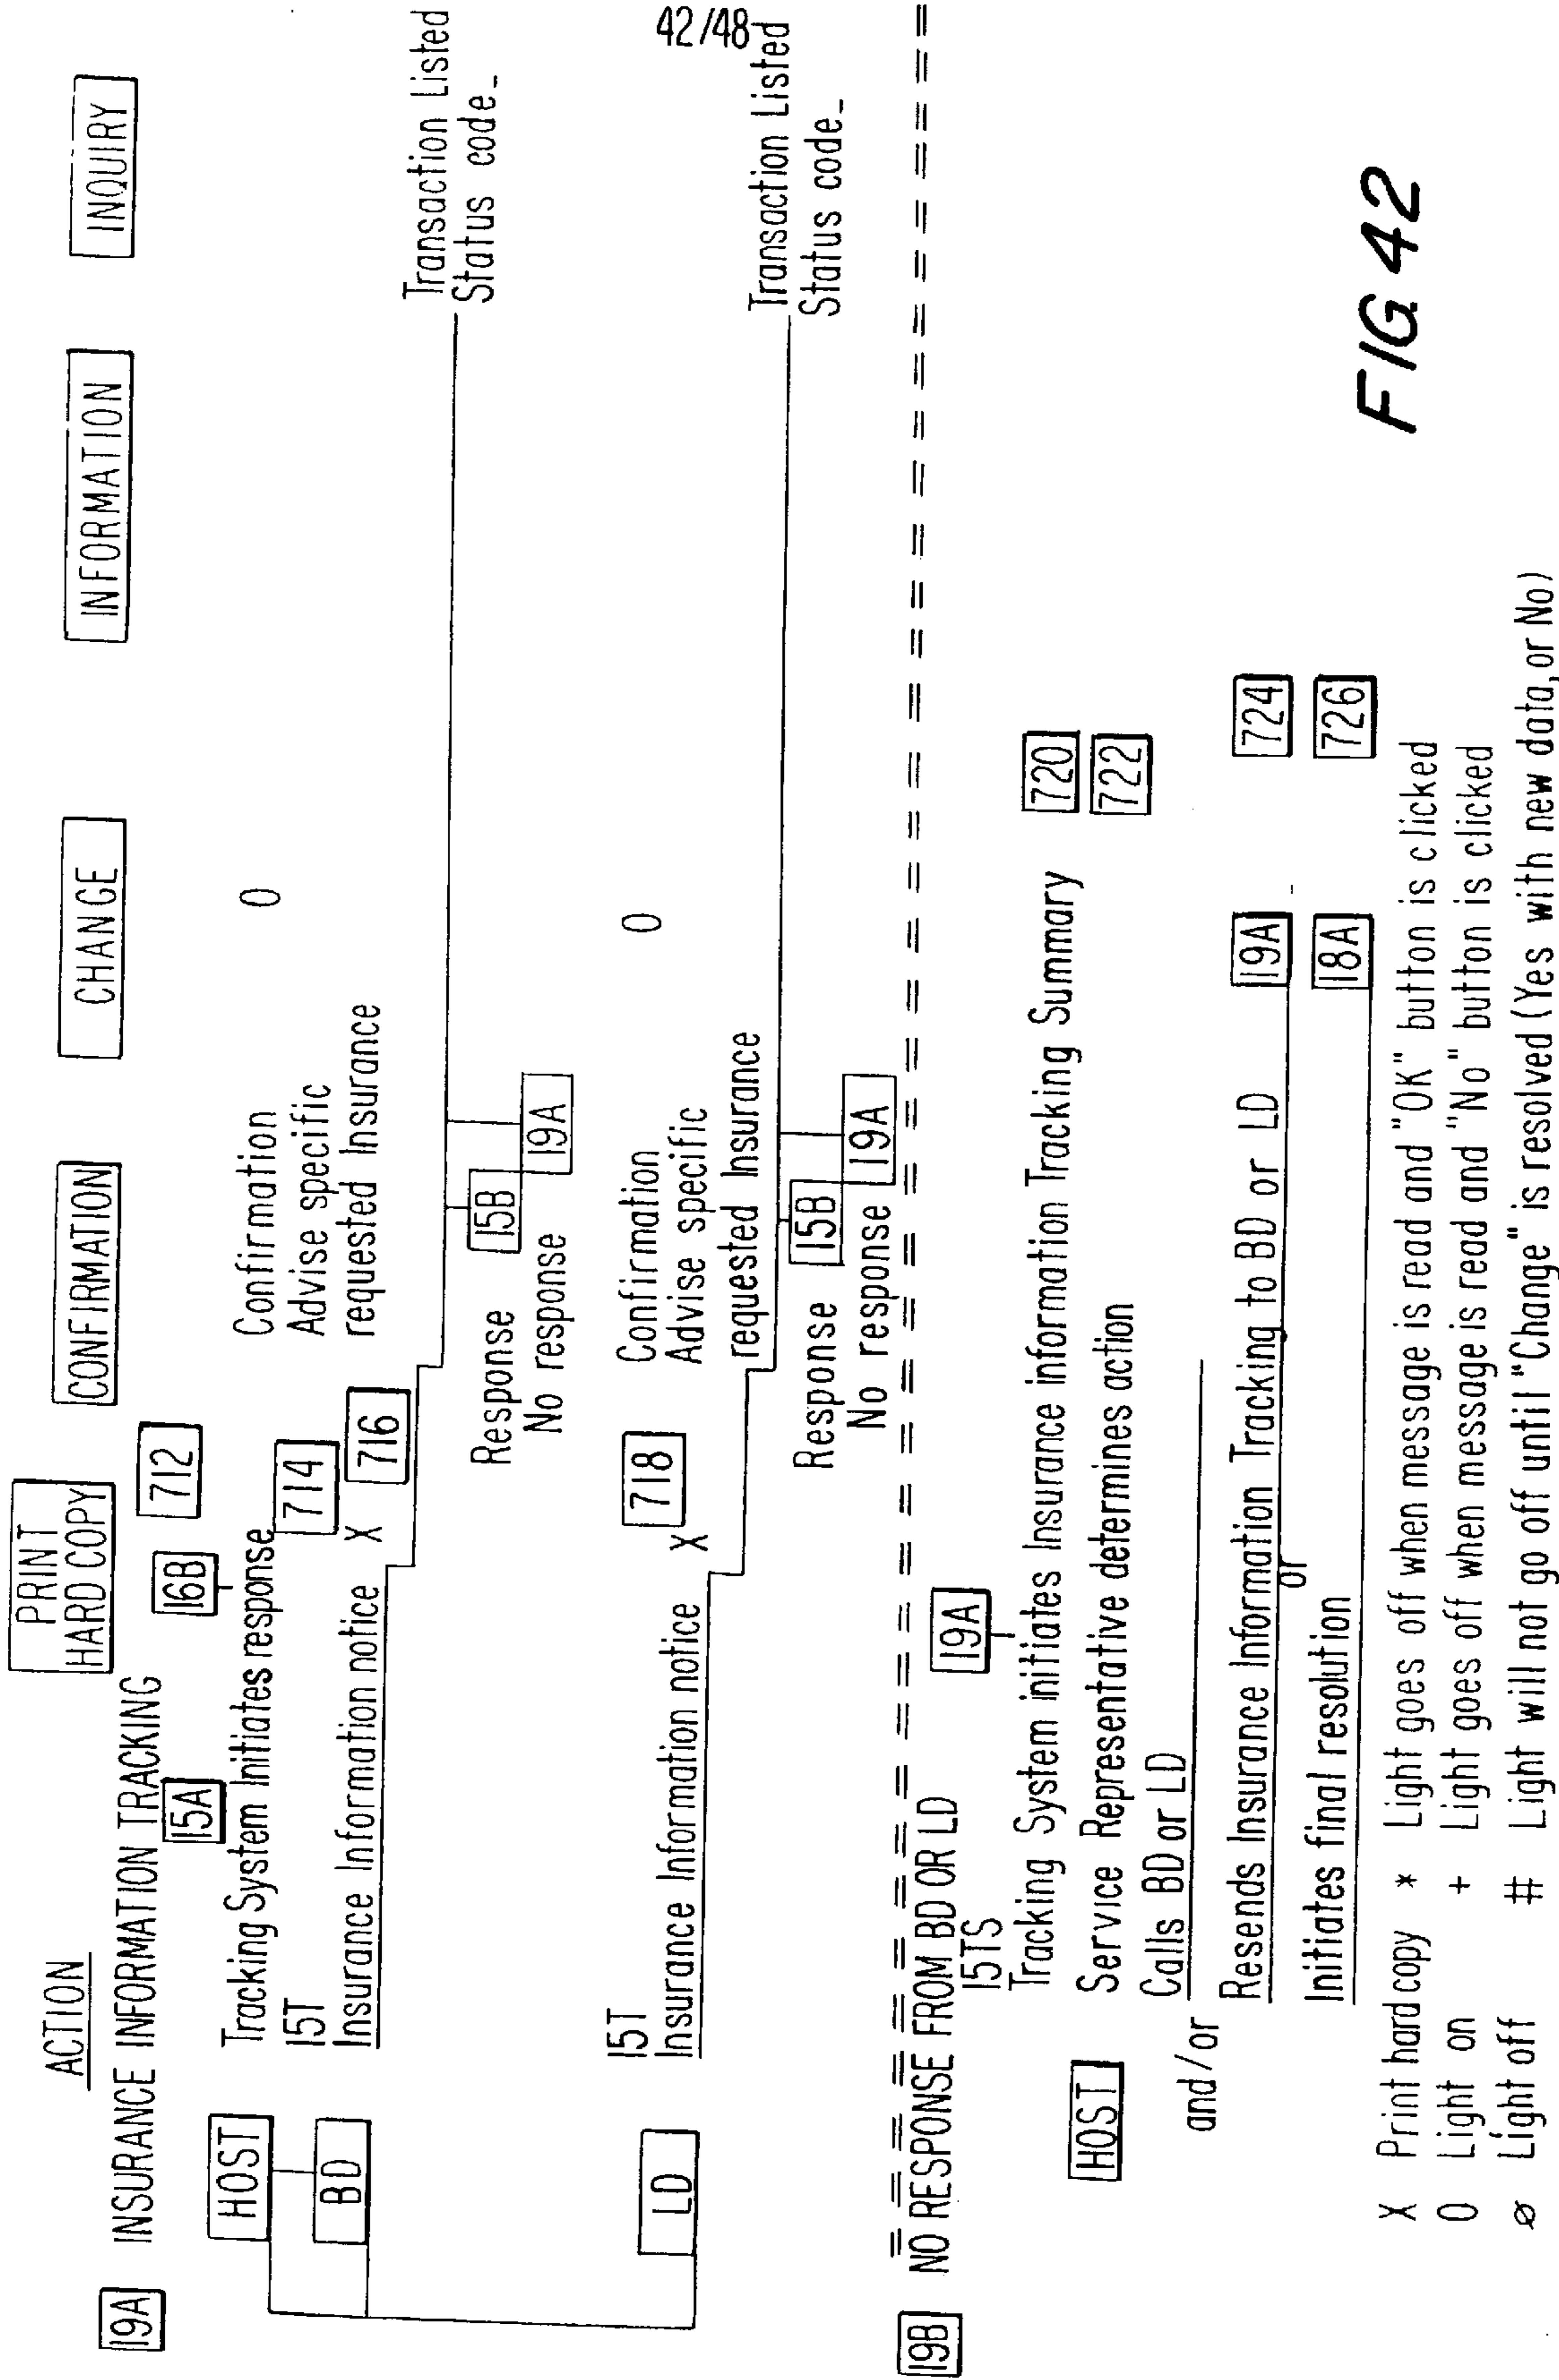 42/48
ACTION
PRINT
HARD COPY
CONFIRMATION
CHANGE
INFORMATION
INQUIRY
19A INSURANCE INFORMATION TRACKING
15A
16B
712
HOST
Tracking System Initiates response
714
Confirmation
Advise specific
requested Insurance
O
BD
15T
Insurance Information notice
X
716
Transaction Listed
Status code_
Response
15B
No response
19A
LD
15T
Insurance Information notice
X
718
Confirmation
Advise specific
requested Insurance
O
Transaction Listed
Status code_
Response
15B
No response
19A
19B NO RESPONSE FROM BD OR LD
19A
15TS
Tracking System initiates Insurance information Tracking Summary
720
HOST
Service Representative determines action
722
Calls BD or LD
and/or
Resends Insurance Information Tracking to BD or LD
19A
724
or
Initiates final resolution
18A
726
X Print hard copy * Light goes off when message is read and "OK" button is clicked
O Light on + Light goes off when message is read and "No" button is clicked
ø Light off # Light will not go off until "Change" is resolved (Yes with new data, or No)
FIG 42